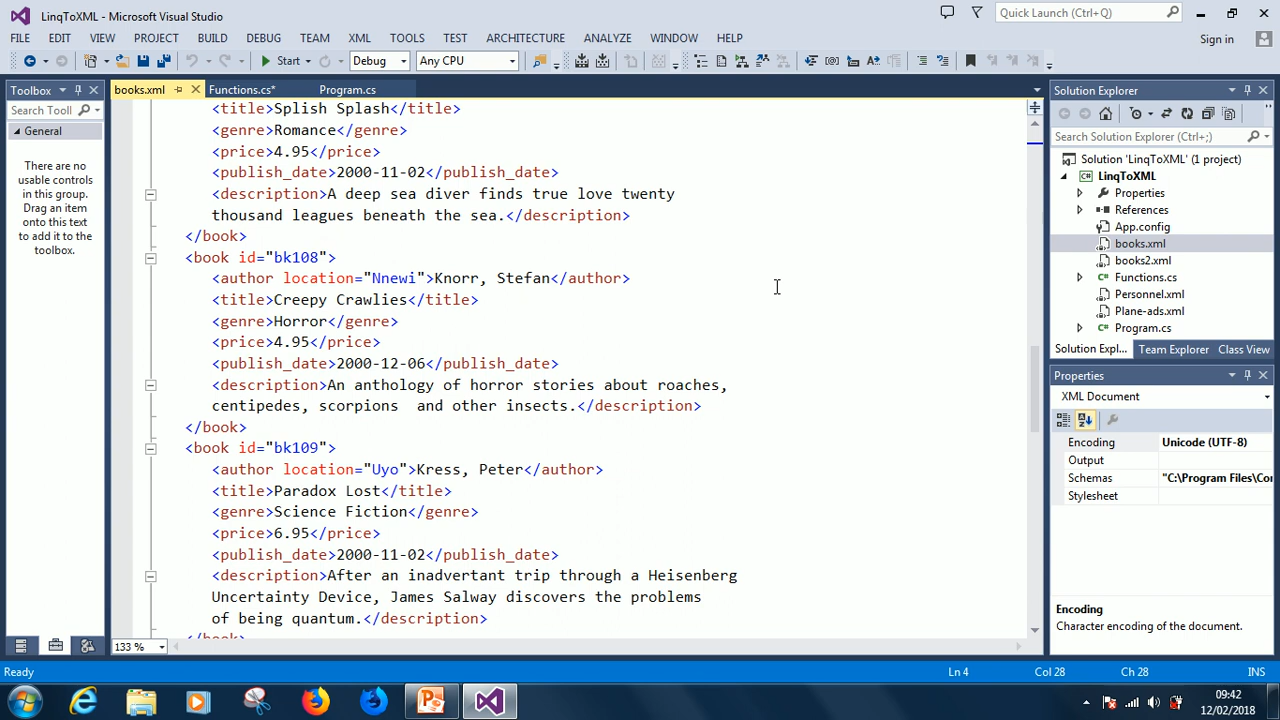 LinqToXML - Microsoft Visual Studio
Quick Launch (Ctrl+Q)
FILE EDIT VIEW PROJECT BUILD DEBUG TEAM XML TOOLS TEST ARCHITECTURE ANALYZE WINDOW HELP
Sign in
Start Debug Any CPU
Toolbox
Search Tooll
General
There are no
usable controls
in this group.
Drag an item
onto this text
to add it to the
toolbox.
books.xml Functions.cs* Program.cs
<title>Splish Splash</title>
<genre>Romance</genre>
<price>4.95</price>
<publish_date>2000-11-02</publish_date>
<description>A deep sea diver finds true love twenty
thousand leagues beneath the sea.</description>
</book>
<book id="bk108">
<author location="Nnewi">Knorr, Stefan</author>
<title>Creepy Crawlies</title>
<genre>Horror</genre>
<price>4.95</price>
<publish_date>2000-12-06</publish_date>
<description>An anthology of horror stories about roaches,
centipedes, scorpions  and other insects.</description>
</book>
<book id="bk109">
<author location="Uyo">Kress, Peter</author>
<title>Paradox Lost</title>
<genre>Science Fiction</genre>
<price>6.95</price>
<publish_date>2000-11-02</publish_date>
<description>After an inadvertant trip through a Heisenberg
Uncertainty Device, James Salway discovers the problems
of being quantum.</description>
</book>
133 %
Solution Explorer
Search Solution Explorer (Ctrl+;)
Solution 'LinqToXML' (1 project)
LinqToXML
Properties
References
App.config
books.xml
books2.xml
Functions.cs
Personnel.xml
Plane-ads.xml
Program.cs
Solution Expl... Team Explorer Class View
Properties
XML Document
Encoding Unicode (UTF-8)
Output
Schemas "C:\Program Files\Cor
Stylesheet
Encoding
Character encoding of the document.
Ready Ln 4 Col 28 Ch 28 INS
09:42
12/02/2018